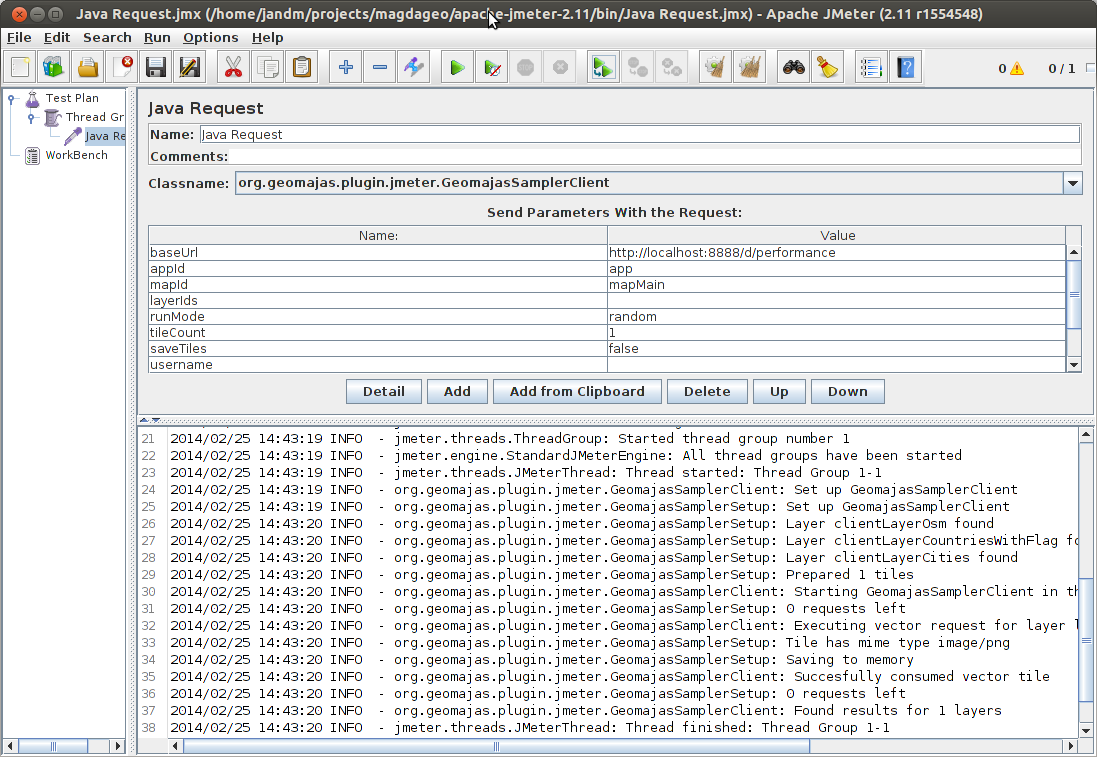 Java Request.jmx (/home/jandm/projects/magdageo/apache-jmeter-2.11/bin/Java Request.jmx) - Apache JMeter (2.11 r1554548)
File Edit Search Run Options Help
STOP
0 0 / 1
Test Plan
Thread Gr
Java Re
WorkBench
Java Request
Name: Java Request
Comments:
Classname: org.geomajas.plugin.jmeter.GeomajasSamplerClient
Send Parameters With the Request:
Name: Value
baseUrl http://localhost:8888/d/performance
appId app
mapId mapMain
layerIds
runMode random
tileCount 1
saveTiles false
username
Detail Add Add from Clipboard Delete Up Down
21 2014/02/25 14:43:19 INFO  - jmeter.threads.ThreadGroup: Started thread group number 1
22 2014/02/25 14:43:19 INFO  - jmeter.engine.StandardJMeterEngine: All thread groups have been started
23 2014/02/25 14:43:19 INFO  - jmeter.threads.JMeterThread: Thread started: Thread Group 1-1
24 2014/02/25 14:43:19 INFO  - org.geomajas.plugin.jmeter.GeomajasSamplerClient: Set up GeomajasSamplerClient
25 2014/02/25 14:43:19 INFO  - org.geomajas.plugin.jmeter.GeomajasSamplerSetup: Set up GeomajasSamplerClient
26 2014/02/25 14:43:20 INFO  - org.geomajas.plugin.jmeter.GeomajasSamplerSetup: Layer clientLayerOsm found
27 2014/02/25 14:43:20 INFO  - org.geomajas.plugin.jmeter.GeomajasSamplerSetup: Layer clientLayerCountriesWithFlag fo
28 2014/02/25 14:43:20 INFO  - org.geomajas.plugin.jmeter.GeomajasSamplerSetup: Layer clientLayerCities found
29 2014/02/25 14:43:20 INFO  - org.geomajas.plugin.jmeter.GeomajasSamplerSetup: Prepared 1 tiles
30 2014/02/25 14:43:20 INFO  - org.geomajas.plugin.jmeter.GeomajasSamplerClient: Starting GeomajasSamplerClient in th
31 2014/02/25 14:43:20 INFO  - org.geomajas.plugin.jmeter.GeomajasSamplerSetup: 0 requests left
32 2014/02/25 14:43:20 INFO  - org.geomajas.plugin.jmeter.GeomajasSamplerClient: Executing vector request for layer l
33 2014/02/25 14:43:20 INFO  - org.geomajas.plugin.jmeter.GeomajasSamplerSetup: Tile has mime type image/png
34 2014/02/25 14:43:20 INFO  - org.geomajas.plugin.jmeter.GeomajasSamplerSetup: Saving to memory
35 2014/02/25 14:43:20 INFO  - org.geomajas.plugin.jmeter.GeomajasSamplerClient: Succesfully consumed vector tile
36 2014/02/25 14:43:20 INFO  - org.geomajas.plugin.jmeter.GeomajasSamplerSetup: 0 requests left
37 2014/02/25 14:43:20 INFO  - org.geomajas.plugin.jmeter.GeomajasSamplerClient: Found results for 1 layers
38 2014/02/25 14:43:20 INFO  - jmeter.threads.JMeterThread: Thread finished: Thread Group 1-1